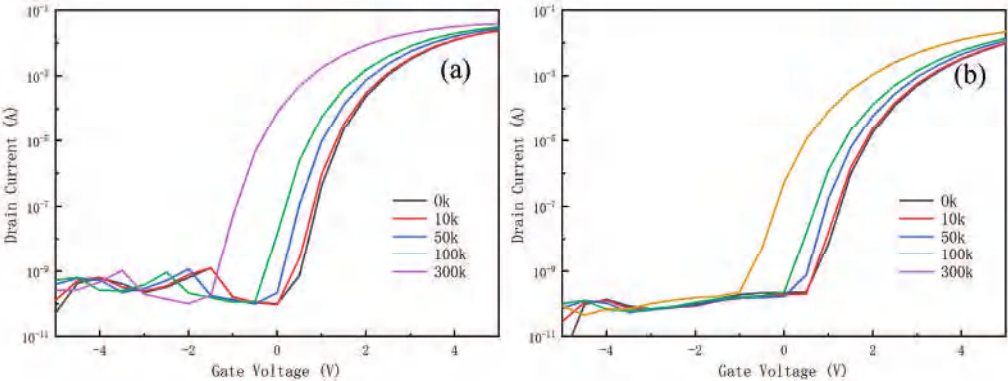 Drain Current (A)
10⁻¹
10⁻³
10⁻⁵
10⁻⁷
10⁻⁹
10⁻¹¹
(a)
0k
10k
50k
100k
300k
-4
-2
0
2
4
Gate Voltage (V)
Drain Current (A)
10⁻¹
10⁻³
10⁻⁵
10⁻⁷
10⁻⁹
10⁻¹¹
(b)
0k
10k
50k
100k
300k
-4
-2
0
2
4
Gate Voltage (V)